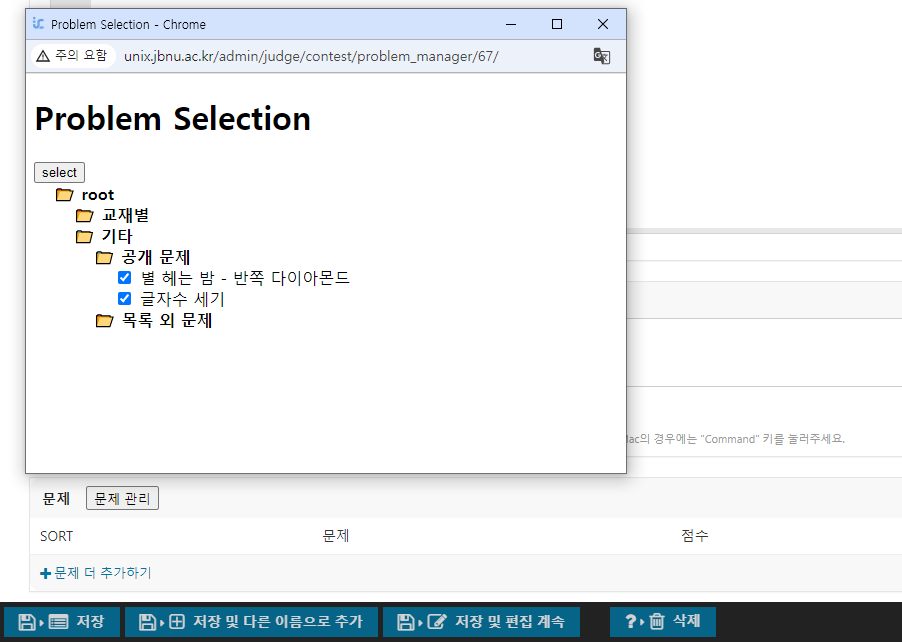 Problem Selection - Chrome
주의 요함 unix.jbnu.ac.kr/admin/judge/contest/problem_manager/67/
Problem Selection
select
root
교재별
기타
공개 문제
별 헤는 밤 - 반쪽 다이아몬드
글자수 세기
목록 외 문제
Mac의 경우에는 "Command" 키를 눌러주세요.
문제 문제 관리
SORT 문제 점수
문제 더 추가하기
저장 저장 및 다른 이름으로 추가 저장 및 편집 계속 삭제